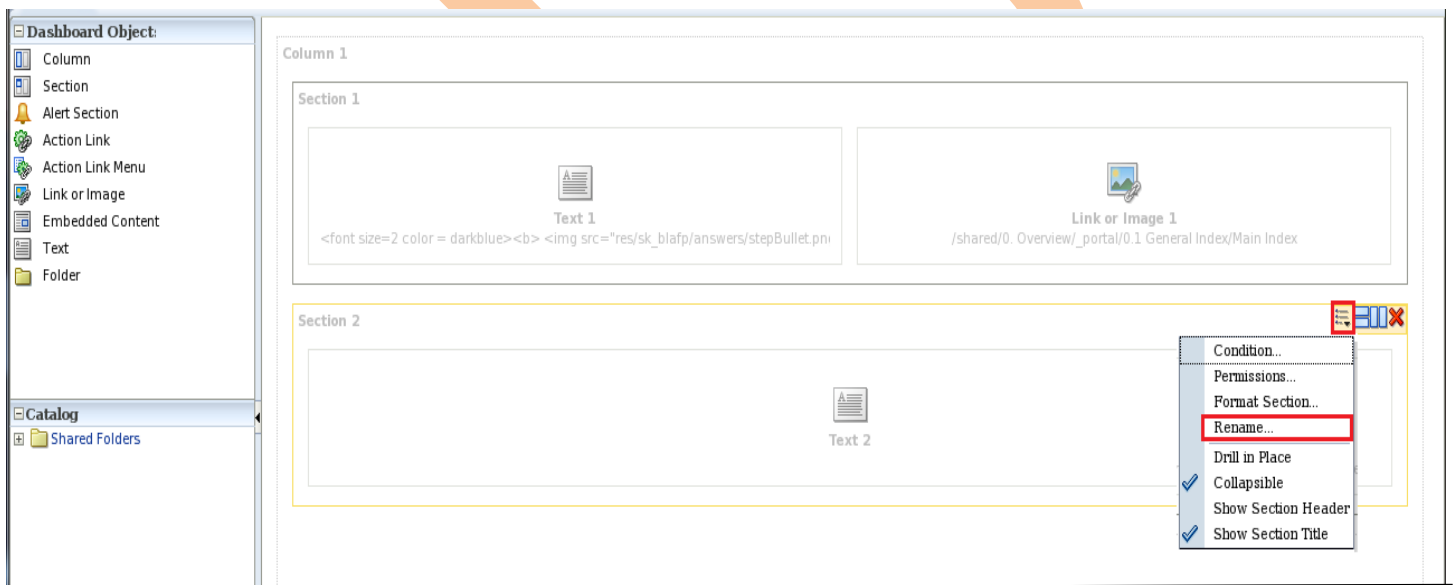 Dashboard Object:
Column
Section
Alert Section
Action Link
Action Link Menu
Link or Image
Embedded Content
Text
Folder
Catalog
Shared Folders
Column 1
Section 1
Text 1
<font size=2 color = darkblue><b> <img src="res/sk_blafp/answers/stepBullet.pn
Link or Image 1
/shared/0. Overview/_portal/0.1 General Index/Main Index
Section 2
Text 2
Condition...
Permissions...
Format Section...
Rename...
Drill in Place
Collapsible
Show Section Header
Show Section Title